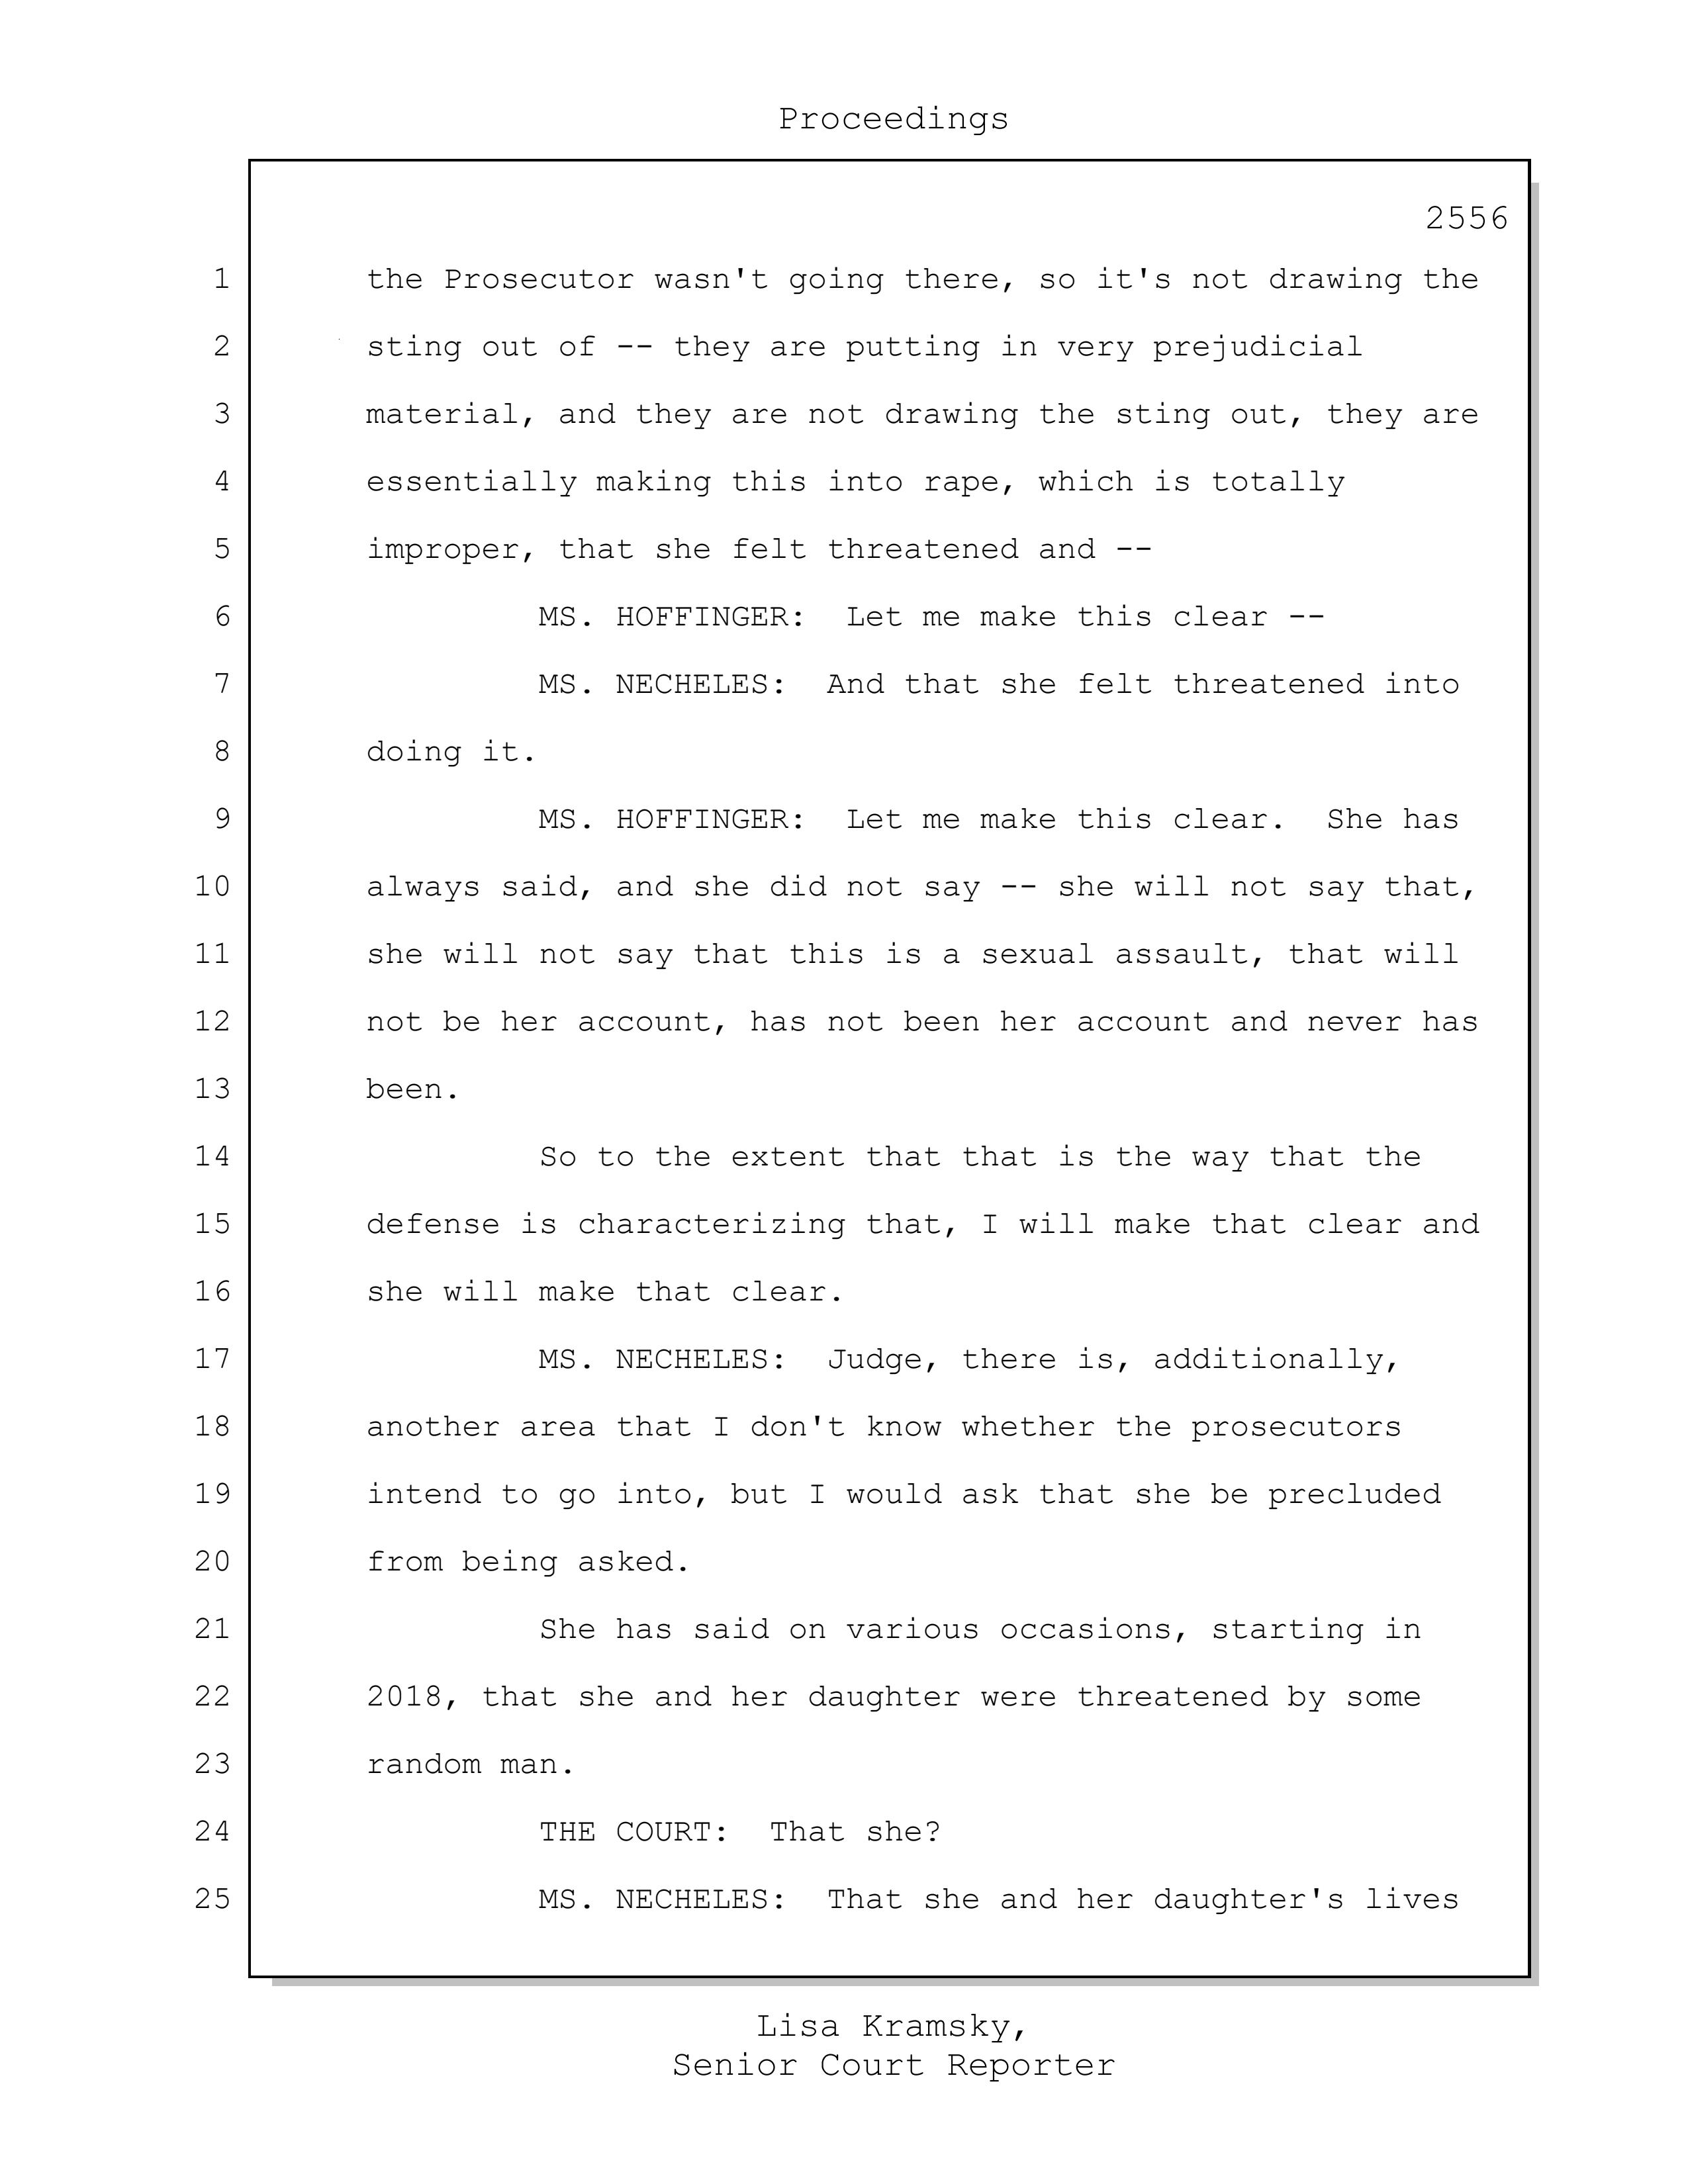 Proceedings
2556
1 the Prosecutor wasn't going there, so it's not drawing the
2 sting out of -- they are putting in very prejudicial
3 material, and they are not drawing the sting out, they are
4 essentially making this into rape, which is totally
5 improper, that she felt threatened and --
6 MS. HOFFINGER: Let me make this clear --
7 MS. NECHELES: And that she felt threatened into
8 doing it.
9 MS. HOFFINGER: Let me make this clear. She has
10 always said, and she did not say -- she will not say that,
11 she will not say that this is a sexual assault, that will
12 not be her account, has not been her account and never has
13 been.
14 So to the extent that that is the way that the
15 defense is characterizing that, I will make that clear and
16 she will make that clear.
17 MS. NECHELES: Judge, there is, additionally,
18 another area that I don't know whether the prosecutors
19 intend to go into, but I would ask that she be precluded
20 from being asked.
21 She has said on various occasions, starting in
22 2018, that she and her daughter were threatened by some
23 random man.
24 THE COURT: That she?
25 MS. NECHELES: That she and her daughter's lives
Lisa Kramsky,
Senior Court Reporter